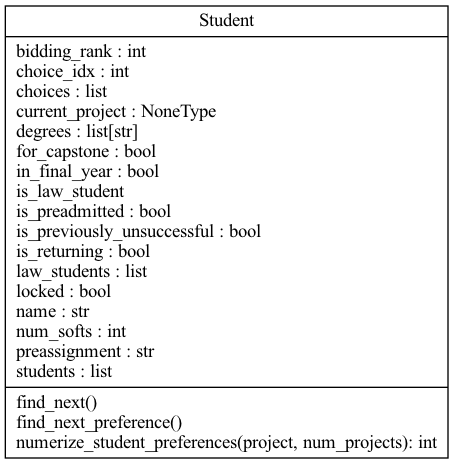 Student
bidding_rank : int
choice_idx : int
choices : list
current_project : NoneType
degrees : list[str]
for_capstone : bool
in_final_year : bool
is_law_student
is_preadmitted : bool
is_previously_unsuccessful : bool
is_returning : bool
law_students : list
locked : bool
name : str
num_softs : int
preassignment : str
students : list
find_next()
find_next_preference()
numerize_student_preferences(project, num_projects): int